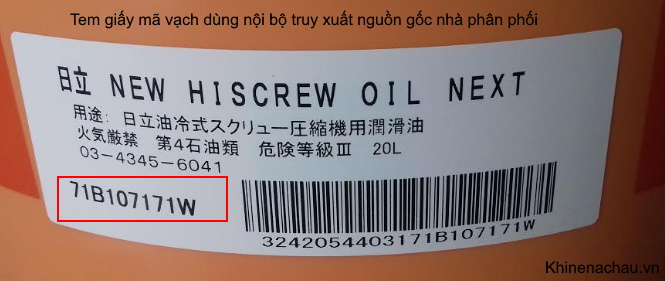 Tem giấy mã vạch dùng nội bộ truy xuất nguồn gốc nhà phân phối
日立 NEW HISCREW OIL NEXT
用途: 日立油冷式スクリュー圧縮機用潤滑油
火気厳禁 第4石油類 危険等級Ⅲ 20L
03-4345-6041
71B107171W
3242054403171B107171W
Khinenachau.vn